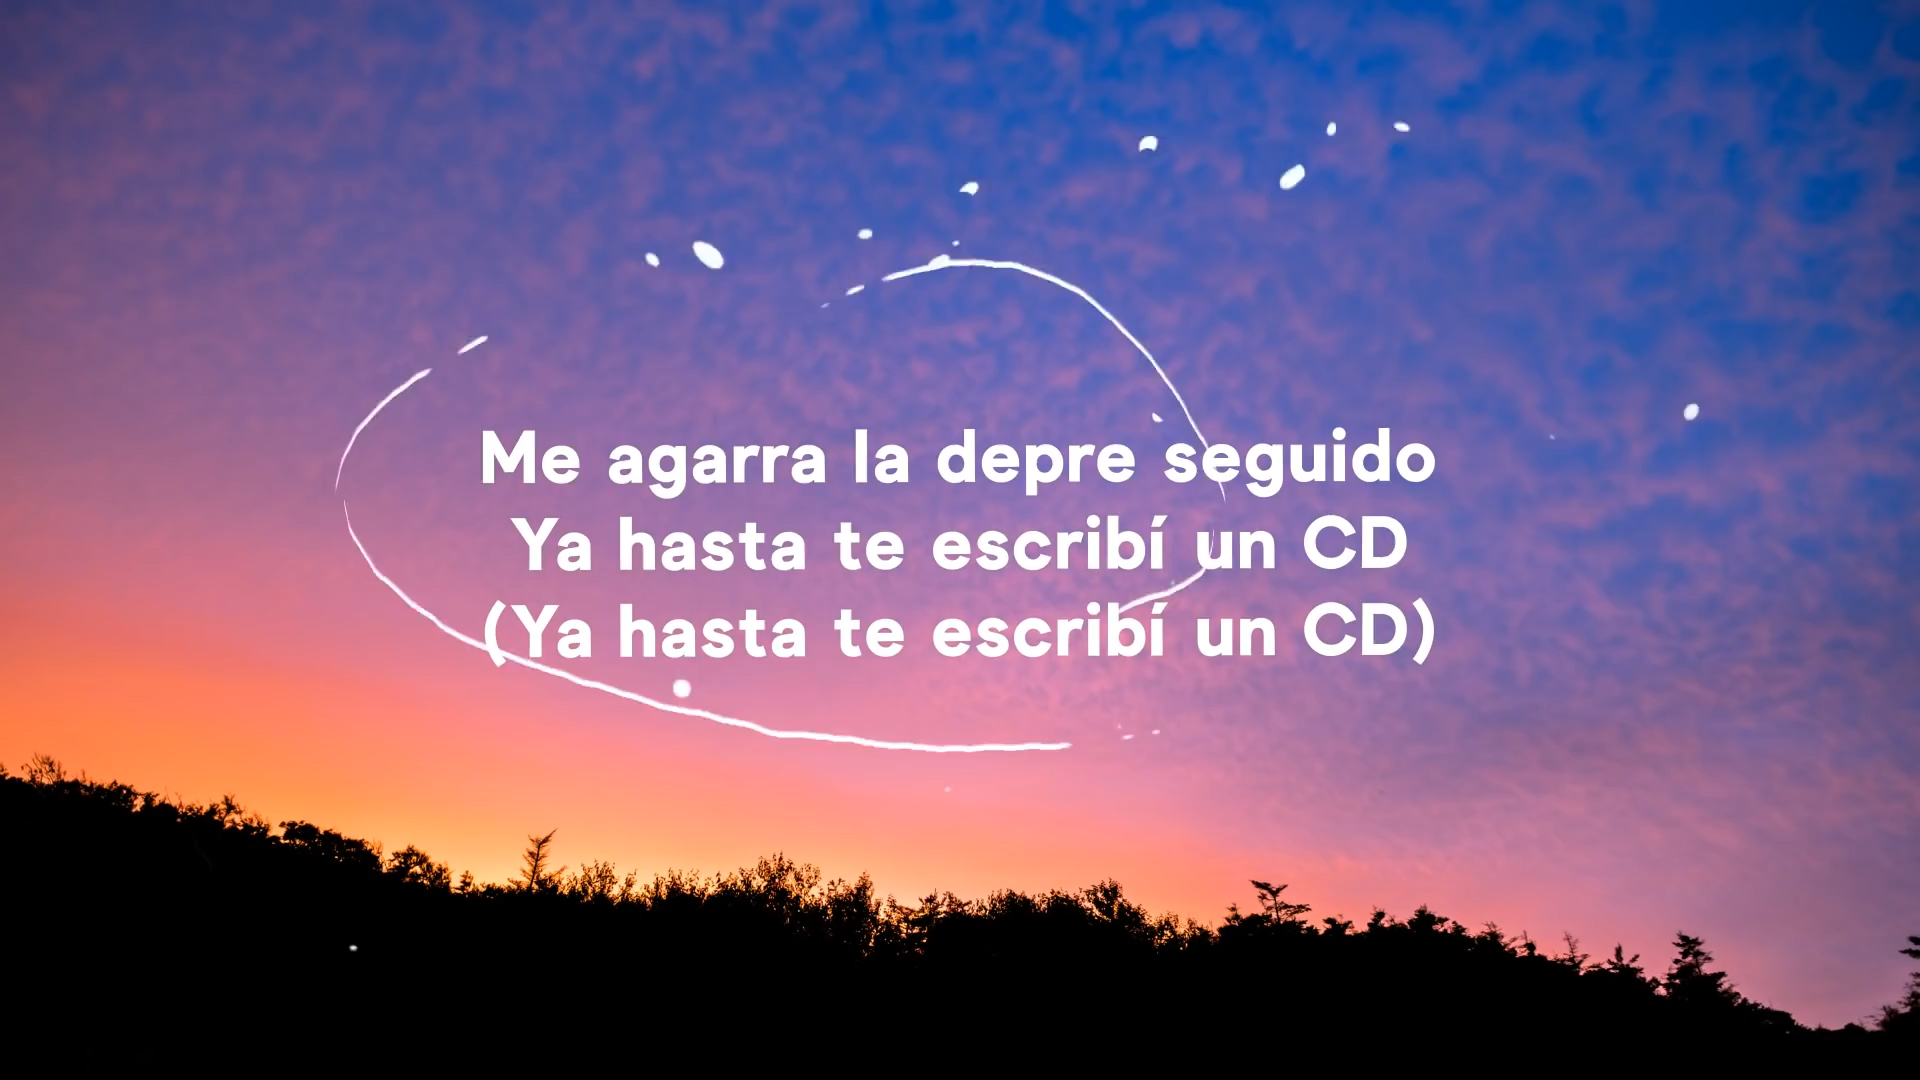 Me agarra la depre seguido
Ya hasta te escribí un CD
(Ya hasta te escribí un CD)